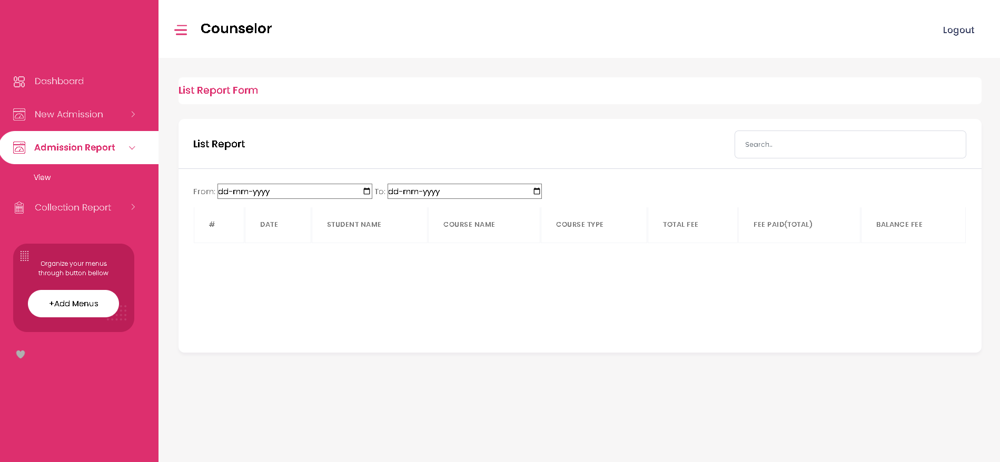 Counselor
Logout
Dashboard
New Admission
Admission Report
View
Collection Report
Organize your menus
through button bellow
+Add Menus
List Report Form
List Report
Search..
From: dd-mm-yyyy To: dd-mm-yyyy
# DATE STUDENT NAME COURSE NAME COURSE TYPE TOTAL FEE FEE PAID(TOTAL) BALANCE FEE